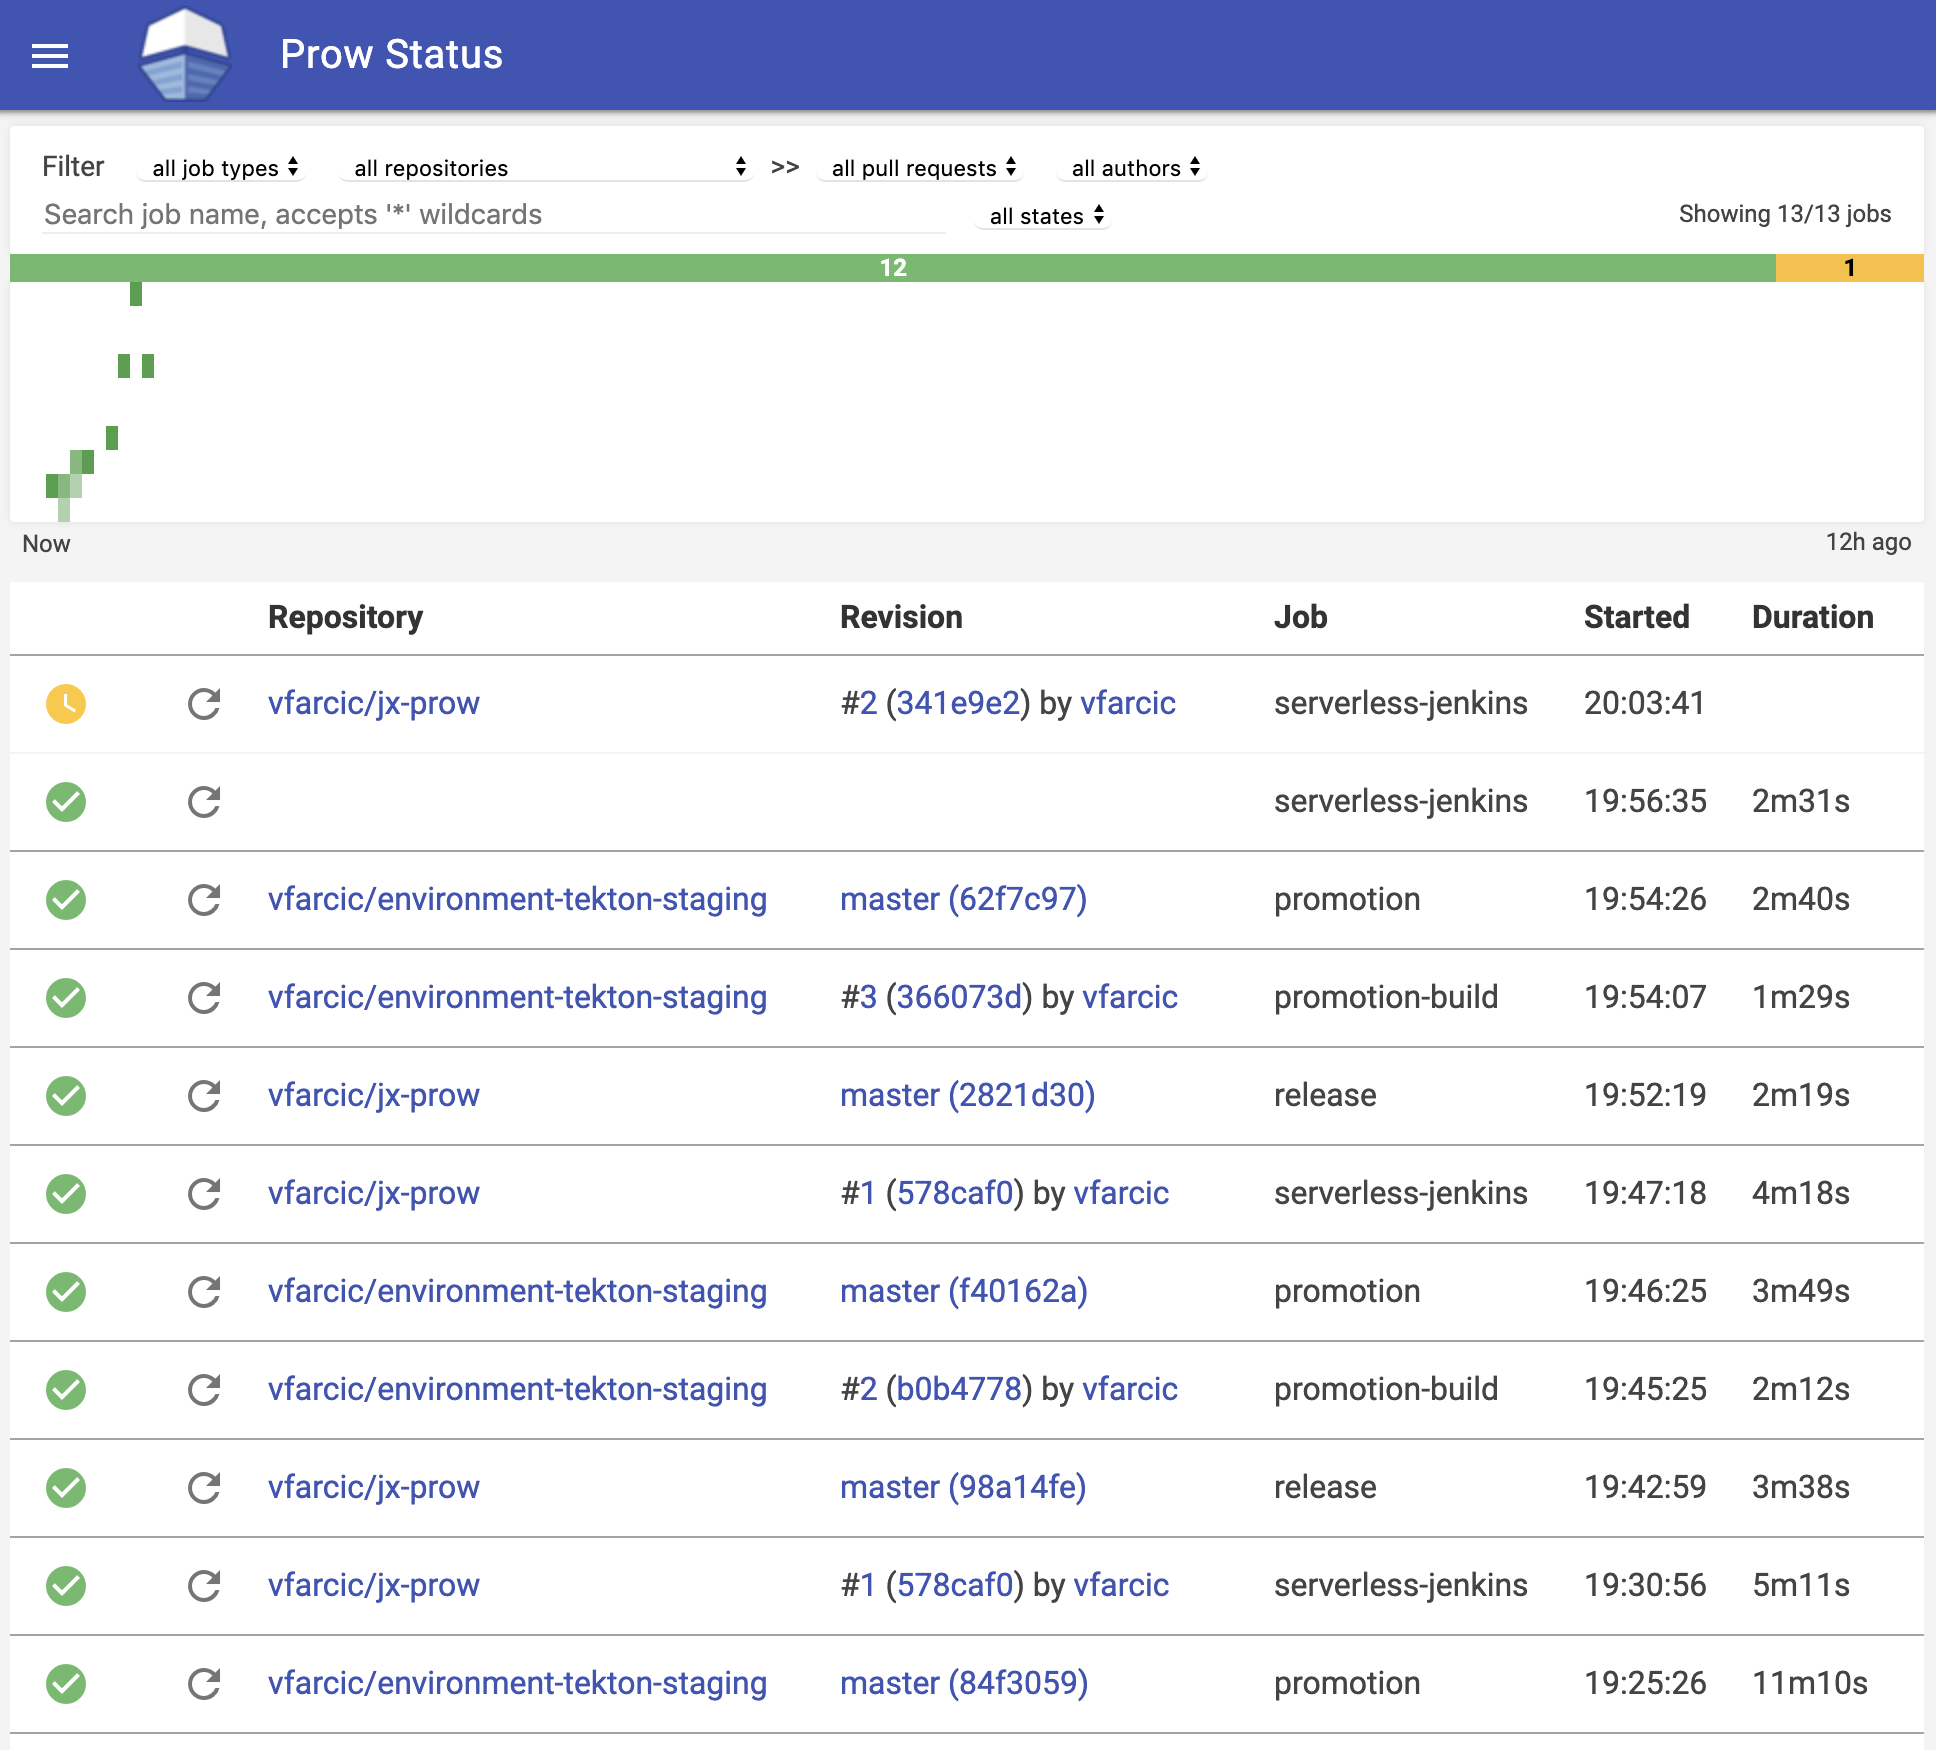 Prow Status
Filter all job types all repositories >> all pull requests all authors
Search job name, accepts '*' wildcards all states Showing 13/13 jobs
12 1
Now 12h ago
Repository Revision Job Started Duration
vfarcic/jx-prow #2 (341e9e2) by vfarcic serverless-jenkins 20:03:41
serverless-jenkins 19:56:35 2m31s
vfarcic/environment-tekton-staging master (62f7c97) promotion 19:54:26 2m40s
vfarcic/environment-tekton-staging #3 (366073d) by vfarcic promotion-build 19:54:07 1m29s
vfarcic/jx-prow master (2821d30) release 19:52:19 2m19s
vfarcic/jx-prow #1 (578caf0) by vfarcic serverless-jenkins 19:47:18 4m18s
vfarcic/environment-tekton-staging master (f40162a) promotion 19:46:25 3m49s
vfarcic/environment-tekton-staging #2 (b0b4778) by vfarcic promotion-build 19:45:25 2m12s
vfarcic/jx-prow master (98a14fe) release 19:42:59 3m38s
vfarcic/jx-prow #1 (578caf0) by vfarcic serverless-jenkins 19:30:56 5m11s
vfarcic/environment-tekton-staging master (84f3059) promotion 19:25:26 11m10s